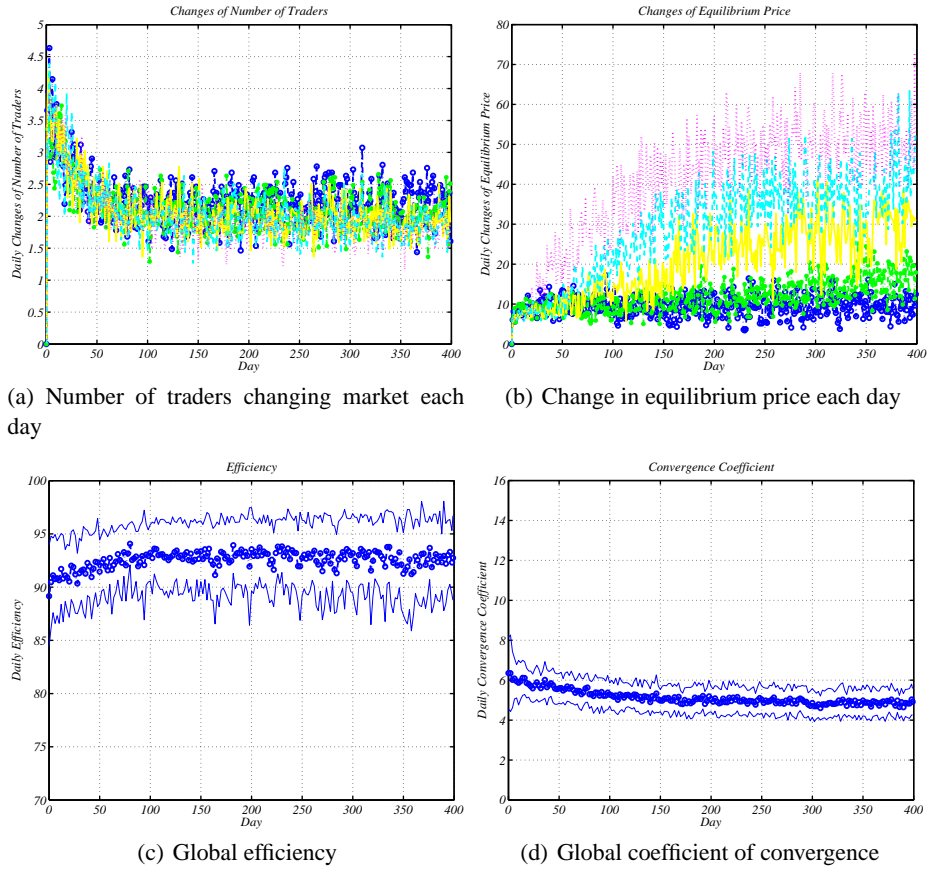 Changes of Number of Traders
Daily Changes of Number of Traders
5
4.5
4
3.5
3
2.5
2
1.5
1
0.5
0
0 50 100 150 200 250 300 350 400
Day
(a) Number of traders changing market each
day
Changes of Equilibrium Price
Daily Changes of Equilibrium Price
80
70
60
50
40
30
20
10
0
0 50 100 150 200 250 300 350 400
Day
(b) Change in equilibrium price each day
Efficiency
Daily Efficiency
100
95
90
85
80
75
70
0 50 100 150 200 250 300 350 400
Day
(c) Global efficiency
Convergence Coefficient
Daily Convergence Coefficient
16
14
12
10
8
6
4
2
0
0 50 100 150 200 250 300 350 400
Day
(d) Global coefficient of convergence